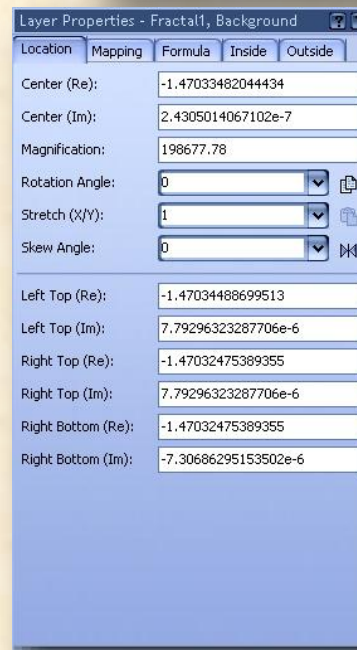 Layer Properties - Fractal1, Background
Location Mapping Formula Inside Outside
Center (Re): -1.47033482044434
Center (Im): 2.4305014067102e-7
Magnification: 198677.78
Rotation Angle: 0
Stretch (X/Y): 1
Skew Angle: 0
Left Top (Re): -1.47034488699513
Left Top (Im): 7.79296323287706e-6
Right Top (Re): -1.47032475389355
Right Top (Im): 7.79296323287706e-6
Right Bottom (Re): -1.47032475389355
Right Bottom (Im): -7.30686295153502e-6